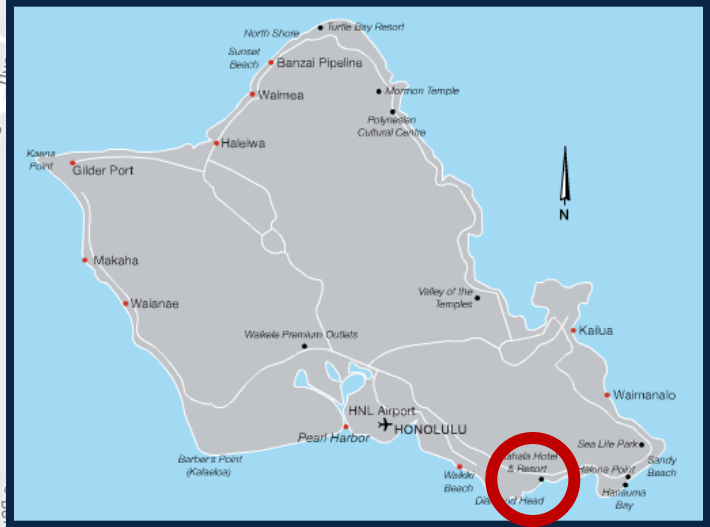 North Shore
Turtle Bay Resort
Sunset
Beach
Banzai Pipeline
Waimea
Mormon Temple
Polynesian
Cultural Centre
Haleiwa
Kaena
Point
Gilder Port
N
Makaha
Waianae
Valley of the
Temples
Kailua
Waikele Premium Outlets
Waimanalo
HNL Airport
HONOLULU
Pearl Harbor
Barber's Point
(Kalaeloa)
Sea Life Park
Sandy
Beach
Hotel
& Resort
Halona Point
Waikiki
Beach
Head
Hanauma
Bay